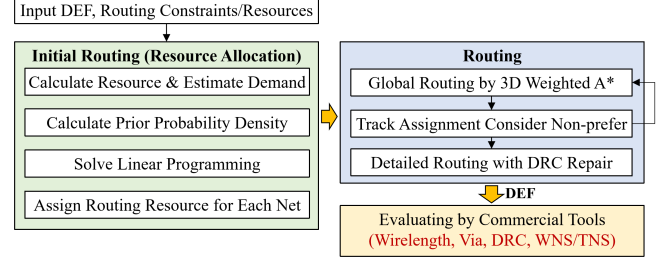 Input DEF, Routing Constraints/Resources
Initial Routing (Resource Allocation)
Calculate Resource & Estimate Demand
Calculate Prior Probability Density
Solve Linear Programming
Assign Routing Resource for Each Net
Routing
Global Routing by 3D Weighted A*
Track Assignment Consider Non-prefer
Detailed Routing with DRC Repair
DEF
Evaluating by Commercial Tools
(Wirelength, Via, DRC, WNS/TNS)